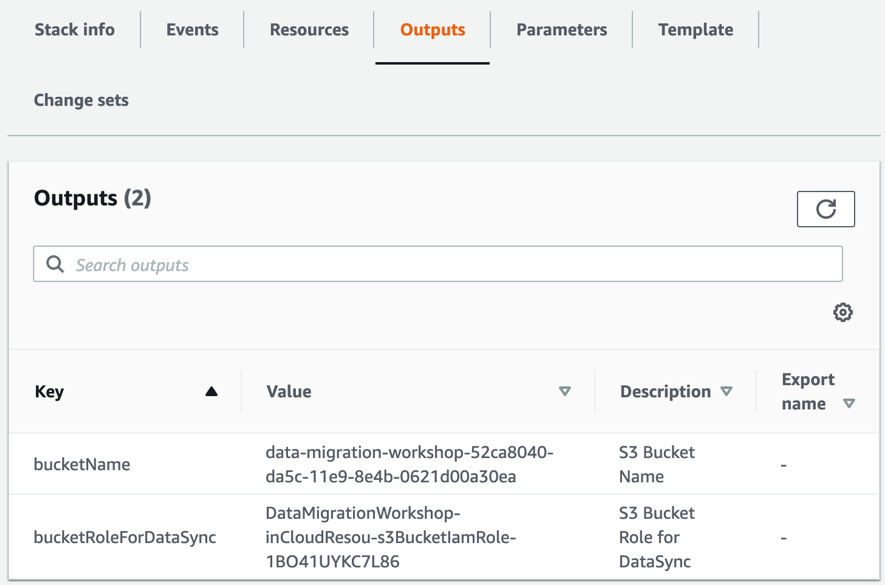 Stack info
Events
Resources
Outputs
Parameters
Template
Change sets
Outputs (2)
Search outputs
Key
Value
Description
Export
name
bucketName
data-migration-workshop-52ca8040-
da5c-11e9-8e4b-0621d00a30ea
S3 Bucket
Name
-
bucketRoleForDataSync
DataMigrationWorkshop-
inCloudResou-s3BucketIamRole-
1BO41UYKC7L86
S3 Bucket
Role for
DataSync
-